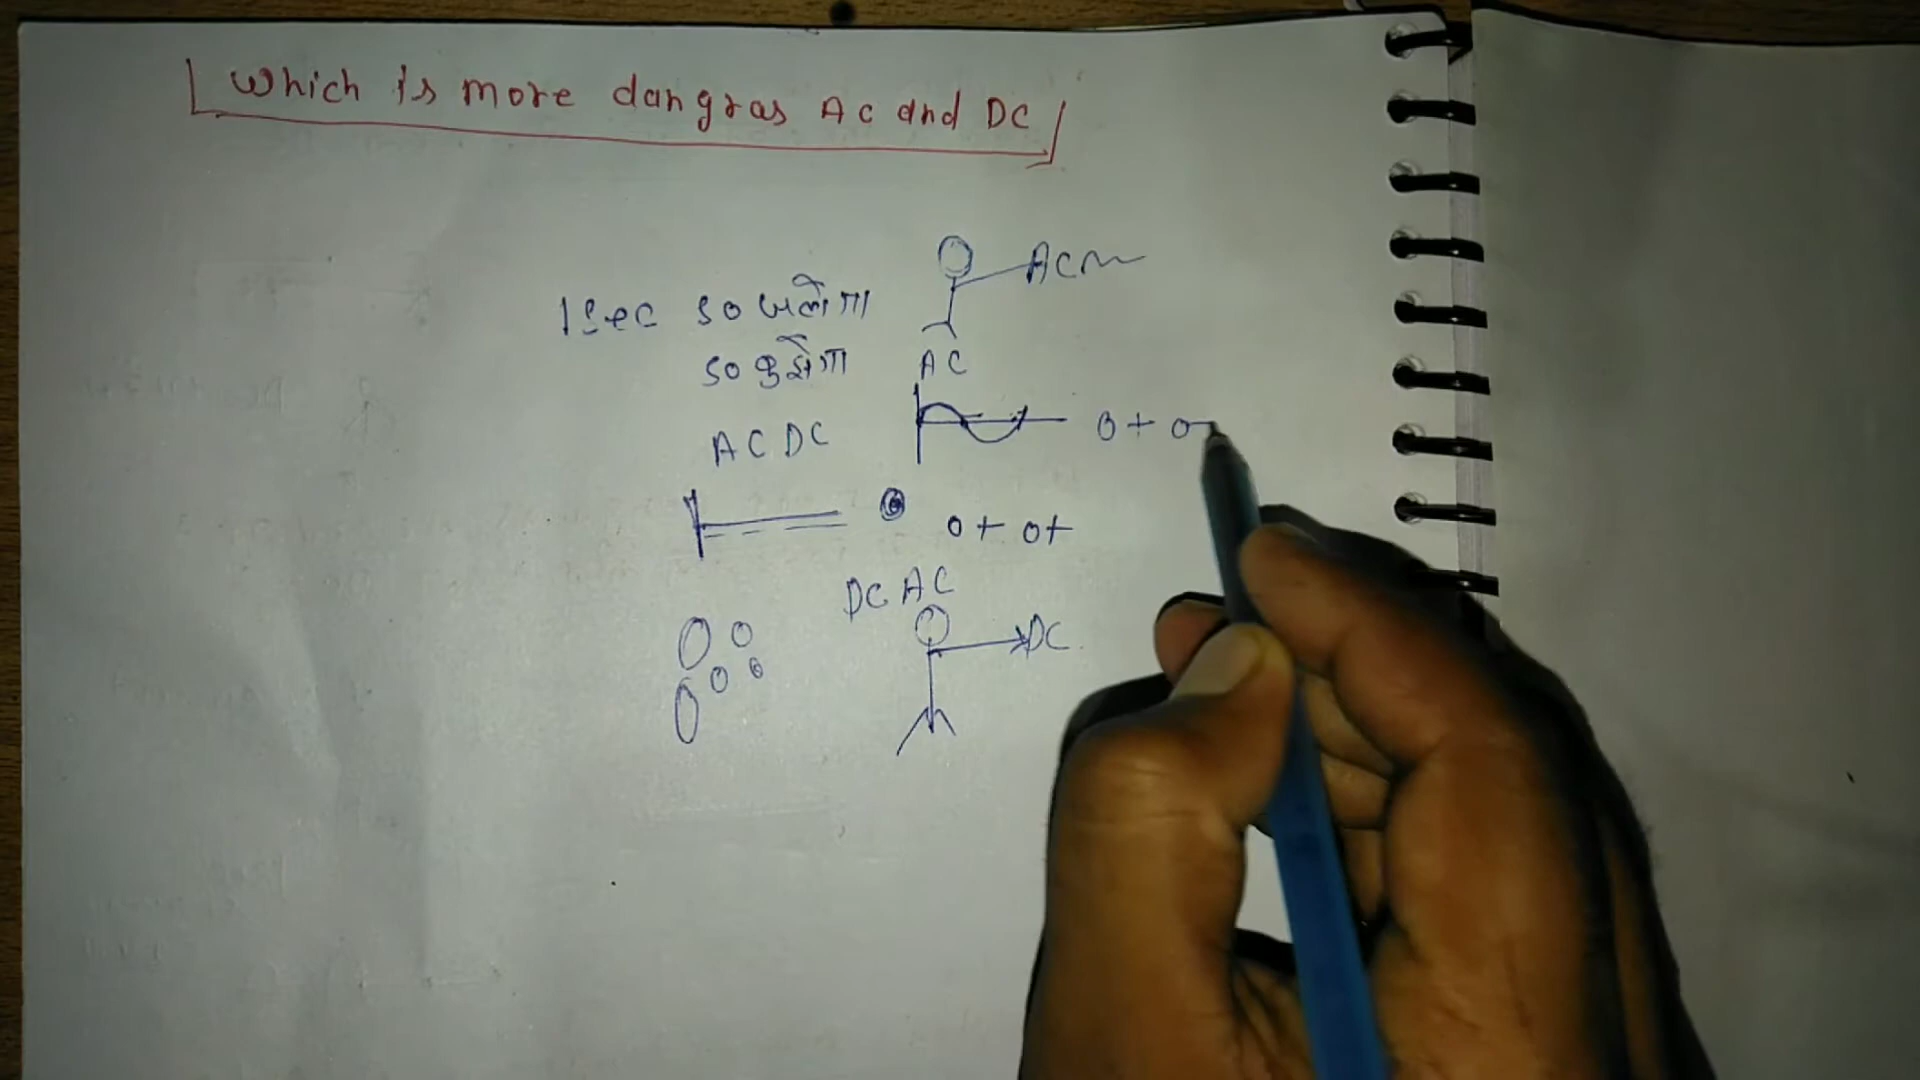 Which is more dangras AC and DC
AC
1Sec 50 जलेगा
50 बुझेगा AC
AC DC 0+ 0-
0+ 0+
DC AC
DC